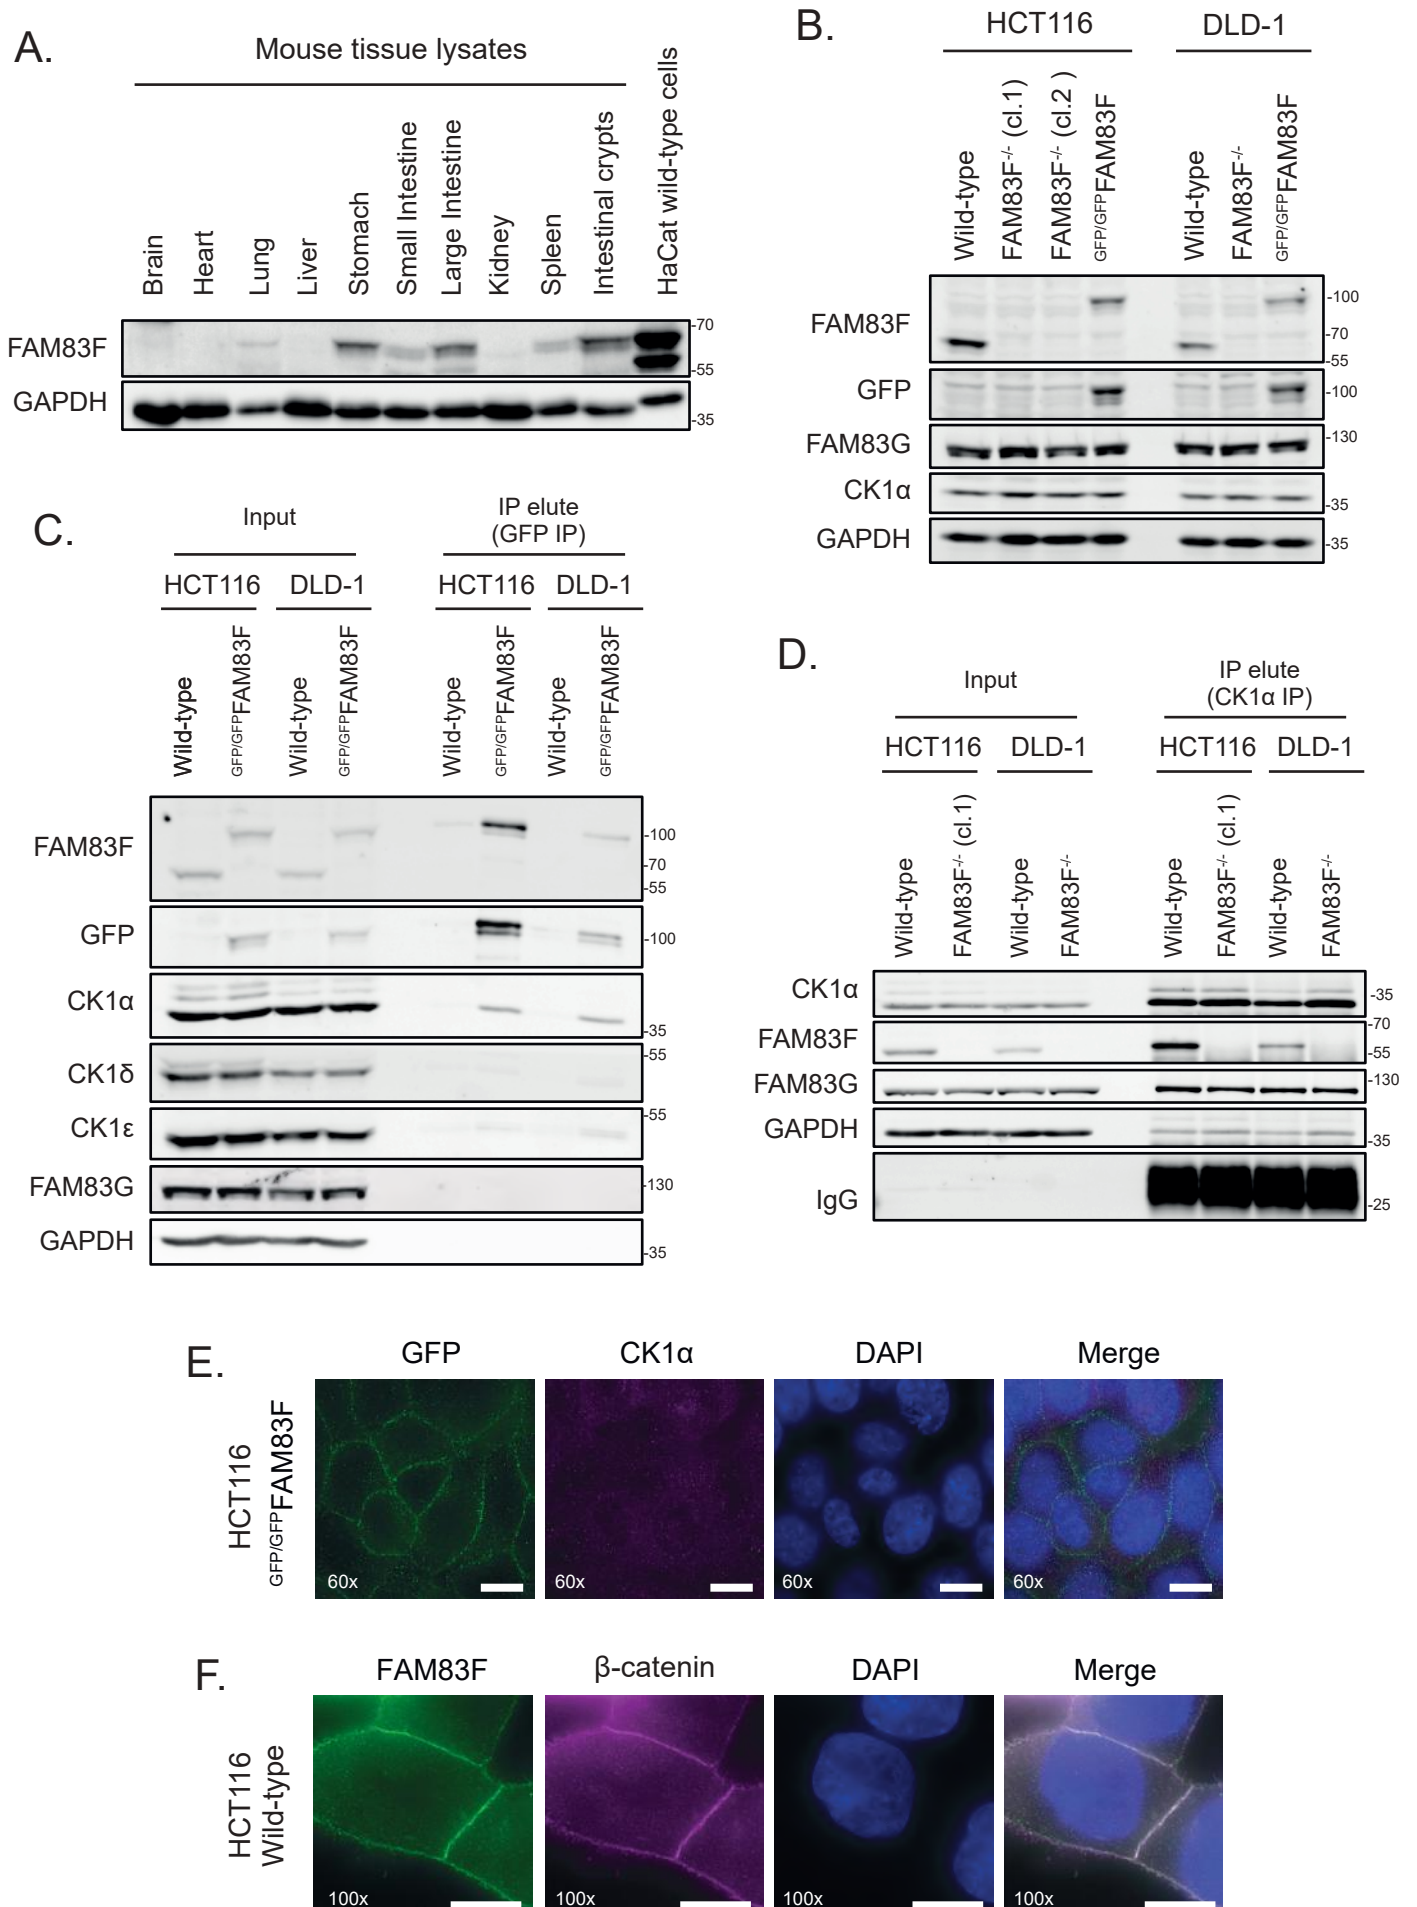 A.
Mouse tissue lysates
Brain
Heart
Lung
Liver
Stomach
Small Intestine
Large Intestine
Kidney
Spleen
Intestinal crypts
HaCat wild-type cells
FAM83F
-70
-55
GAPDH
-35
B.
HCT116
DLD-1
Wild-type
FAM83F-/- (cl.1)
FAM83F-/- (cl.2 )
GFP/GFPFAM83F
Wild-type
FAM83F-/-
GFP/GFPFAM83F
FAM83F
-100
-70
-55
GFP
-100
FAM83G
-130
CK1α
-35
GAPDH
-35
C.
Input
IP elute
(GFP IP)
HCT116
DLD-1
HCT116
DLD-1
Wild-type
GFP/GFPFAM83F
Wild-type
GFP/GFPFAM83F
Wild-type
GFP/GFPFAM83F
Wild-type
GFP/GFPFAM83F
FAM83F
-100
-70
-55
GFP
-100
CK1α
-35
CK1δ
-55
CK1ε
-55
FAM83G
-130
GAPDH
-35
D.
Input
IP elute
(CK1α IP)
HCT116
DLD-1
HCT116
DLD-1
Wild-type
FAM83F-/- (cl.1)
Wild-type
FAM83F-/-
Wild-type
FAM83F-/- (cl.1)
Wild-type
FAM83F-/-
CK1α
-35
FAM83F
-70
-55
FAM83G
-130
GAPDH
-35
IgG
-25
E.
GFP
CK1α
DAPI
Merge
HCT116
GFP/GFPFAM83F
60x
60x
60x
60x
F.
FAM83F
β-catenin
DAPI
Merge
HCT116
Wild-type
100x
100x
100x
100x